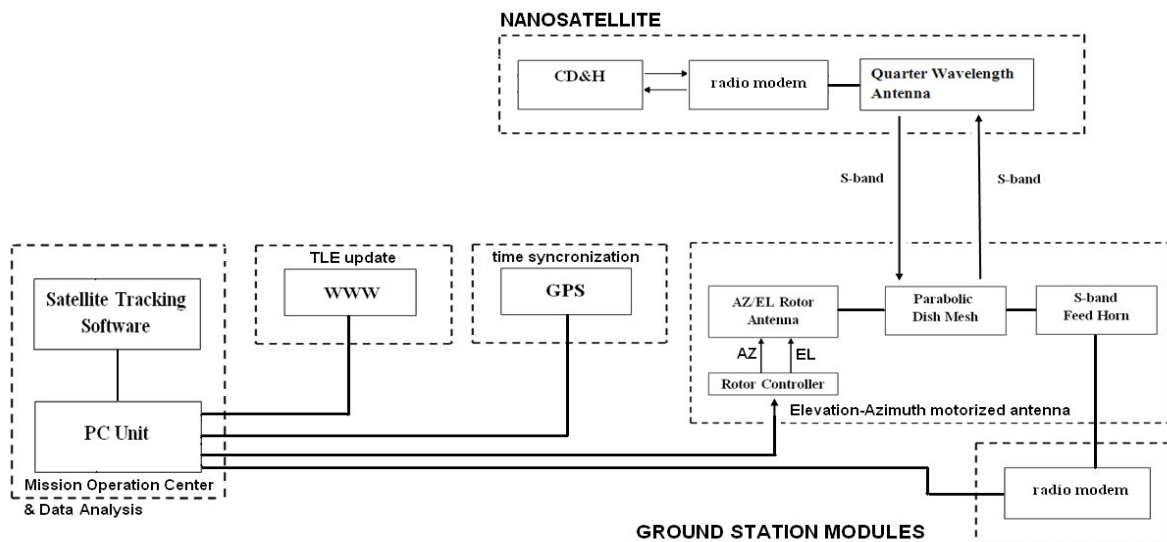 NANOSATELLITE
CD&H
radio modem
Quarter Wavelength
Antenna
S-band
S-band
TLE update
WWW
time syncronization
GPS
Satellite Tracking
Software
PC Unit
Mission Operation Center
& Data Analysis
AZ/EL Rotor
Antenna
Parabolic
Dish Mesh
S-band
Feed Horn
AZ
EL
Rotor Controller
Elevation-Azimuth motorized antenna
radio modem
GROUND STATION MODULES